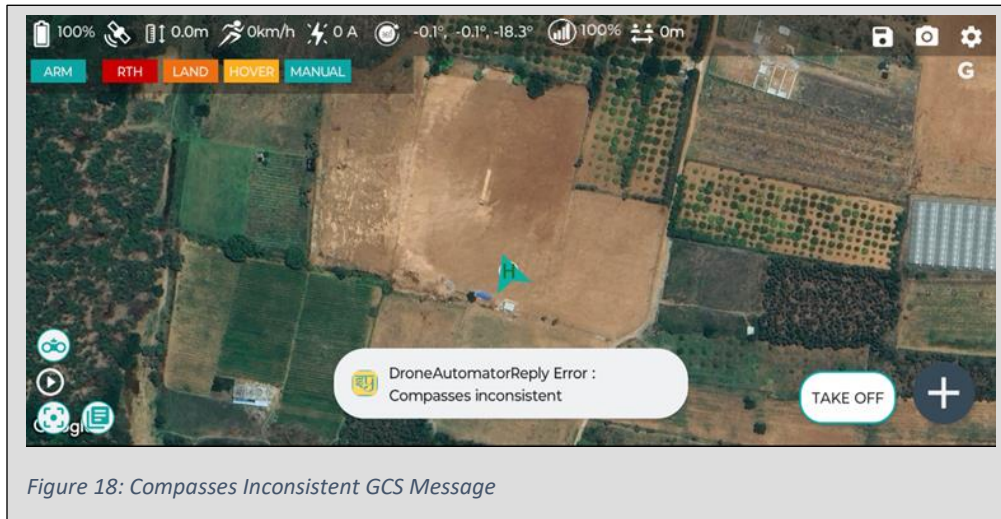 100% 0.0m 0km/h 0 A -0.1°, -0.1°, -18.3° 100% 0m
ARM RTH LAND HOVER MANUAL G
H
DroneAutomatorReply Error :
Compasses inconsistent
TAKE OFF
Figure 18: Compasses Inconsistent GCS Message